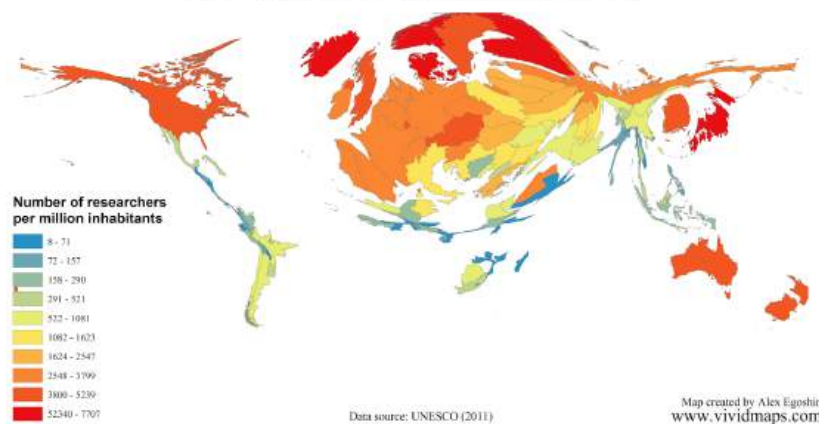 Number of researchers
per million inhabitants
8 - 71
72 - 157
158 - 290
291 - 521
522 - 1081
1082 - 1623
1624 - 2547
2548 - 3799
3800 - 5239
52340 - 7707
Data source: UNESCO (2011)
Map created by Alex Egoshin
www.vividmaps.com